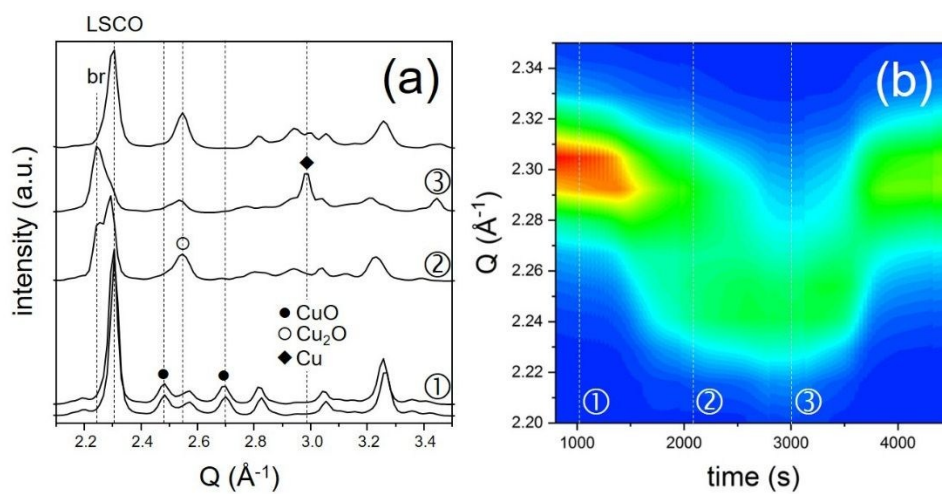 LSCO
br
(a)
③
②
①
● CuO
○ Cu₂O
◆ Cu
intensity (a.u.)
2.2 2.4 2.6 2.8 3.0 3.2 3.4
Q (Å⁻¹)
(b)
2.34
2.32
2.30
2.28
2.26
2.24
2.22
2.20
Q (Å⁻¹)
① ② ③
1000 2000 3000 4000
time (s)